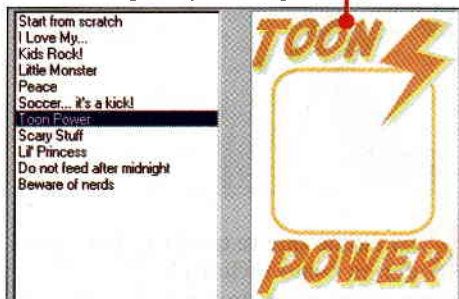 Start from scratch
I Love My...
Kids Rock!
Little Monster
Peace
Soccer... it's a kick!
Toon Power
Scary Stuff
Lil' Princess
Do not feed after midnight
Beware of nerds
TOON
POWER